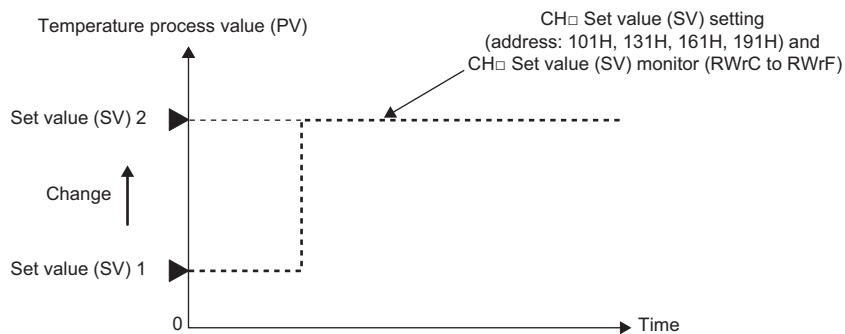 CH□ Set value (SV) setting
(address: 101H, 131H, 161H, 191H) and
CH□ Set value (SV) monitor (RWrC to RWrF)
Temperature process value (PV)
Set value (SV) 2
Change
Set value (SV) 1
0
Time